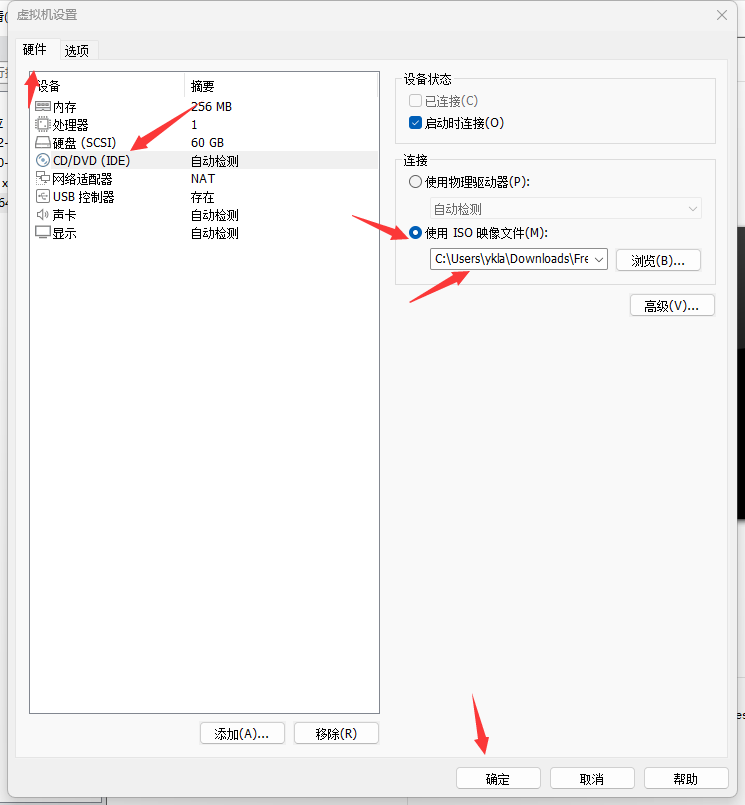 虚拟机设置
硬件
选项
设备
摘要
内存
256 MB
处理器
1
硬盘 (SCSI)
60 GB
CD/DVD (IDE)
自动检测
网络适配器
NAT
USB 控制器
存在
声卡
自动检测
显示
自动检测
设备状态
已连接(C)
启动时连接(O)
连接
使用物理驱动器(P):
自动检测
使用 ISO 映像文件(M):
C:\Users\ykla\Downloads\Fre
浏览(B)...
高级(V)...
添加(A)...
移除(R)
确定
取消
帮助